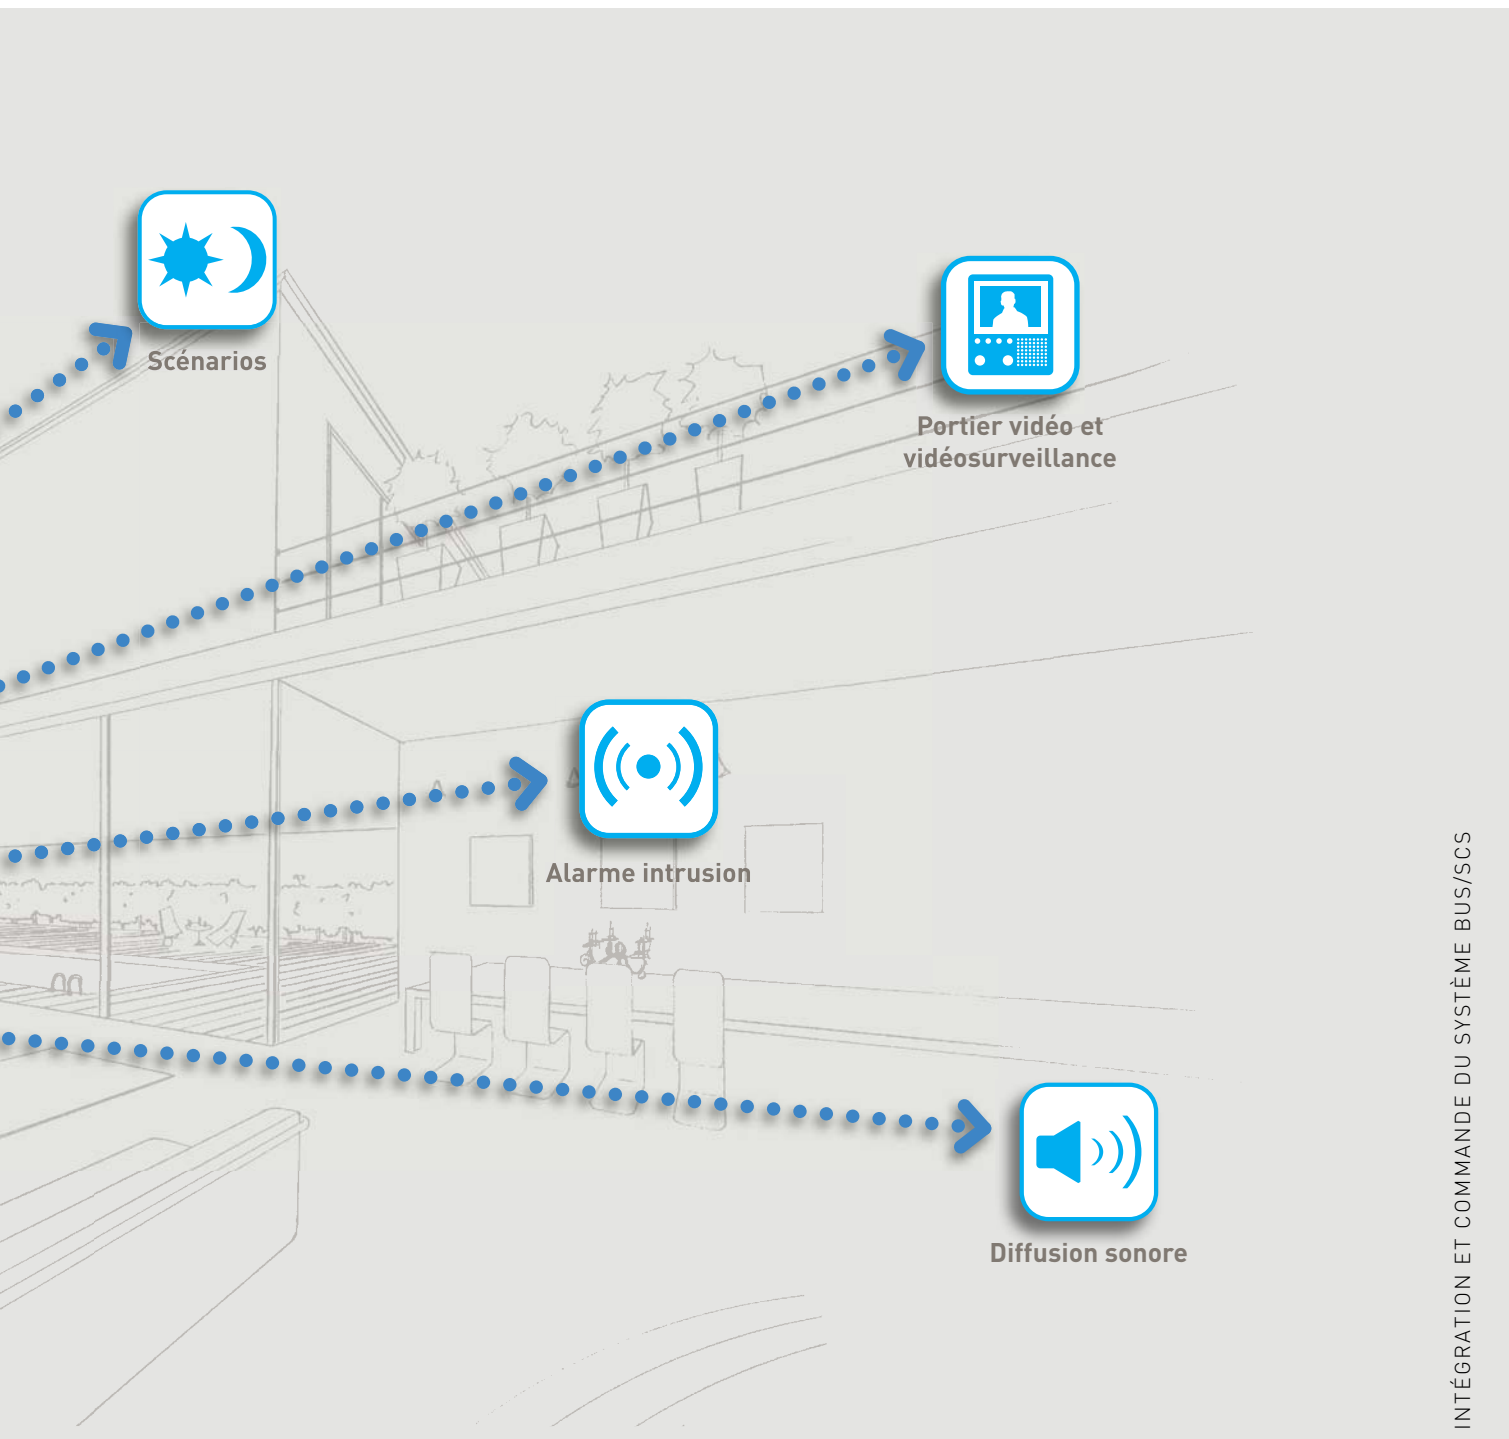 Scénarios
Portier vidéo et
vidéosurveillance
Alarme intrusion
Diffusion sonore
INTÉGRATION ET COMMANDE DU SYSTÈME BUS/SCS